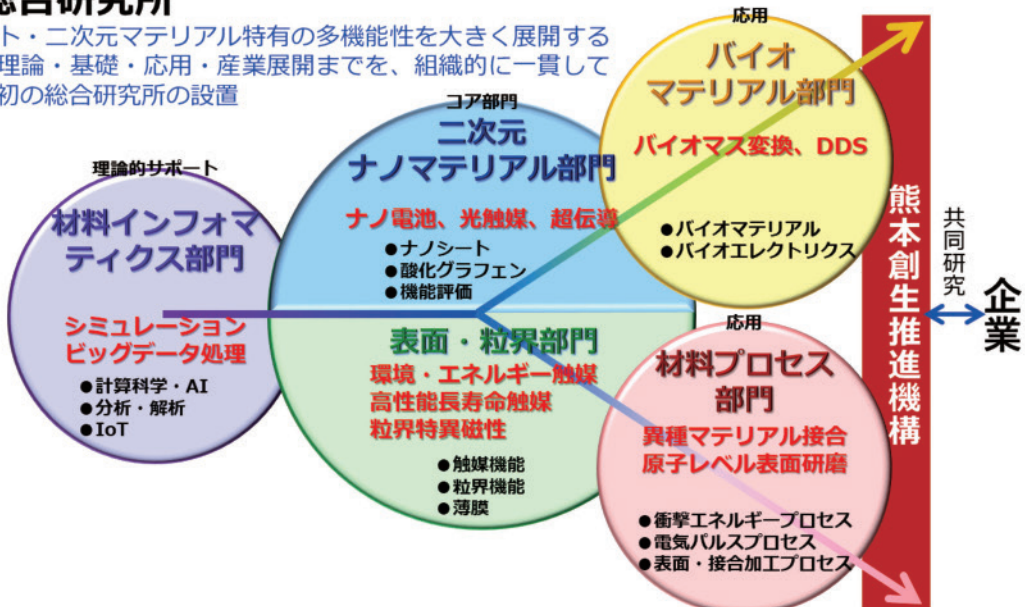 総合研究所
ト・二次元マテリアル特有の多機能性を大きく展開する
理論・基礎・応用・産業展開までを、組織的に一貫して
初の総合研究所の設置
理論的サポート
材料インフォマ
ティクス部門
シミュレーション
ビッグデータ処理
●計算科学・AI
●分析・解析
●IoT
コア部門
二次元
ナノマテリアル部門
ナノ電池、光触媒、超伝導
●ナノシート
●酸化グラフェン
●機能評価
表面・粒界部門
環境・エネルギー触媒
高性能長寿命触媒
粒界特異磁性
●触媒機能
●粒界機能
●薄膜
応用
バイオ
マテリアル部門
バイオマス変換、DDS
●バイオマテリアル
●バイオエレクトリクス
応用
材料プロセス
部門
異種マテリアル接合
原子レベル表面研磨
●衝撃エネルギープロセス
●電気パルスプロセス
●表面・接合加工プロセス
熊本創生推進機構
共同研究
企業